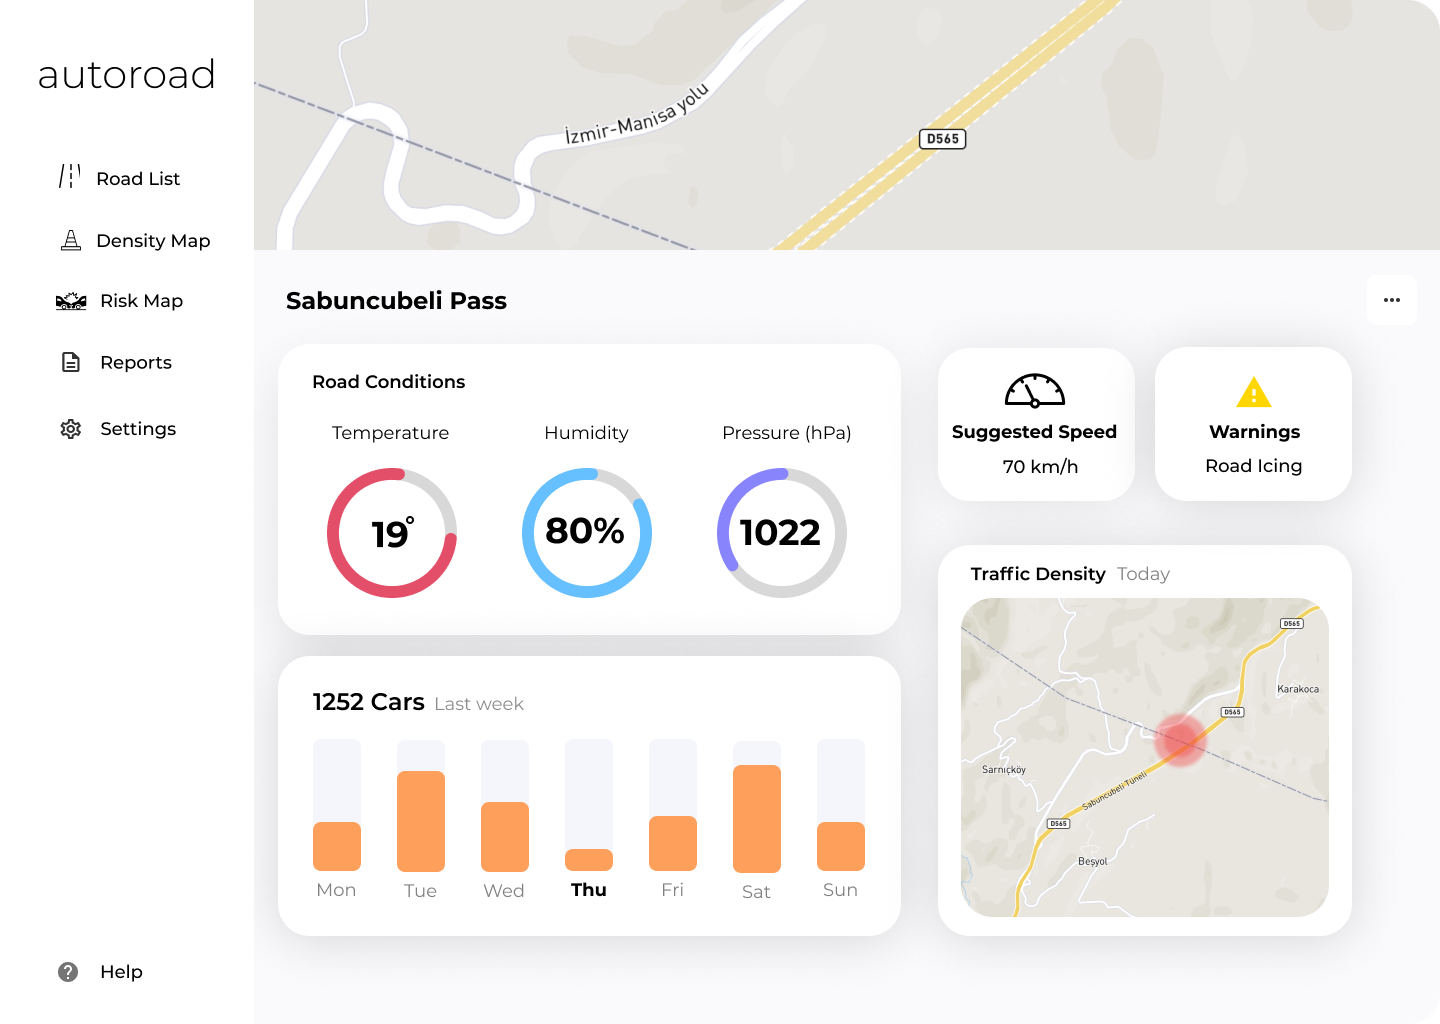 autoroad
Road List
Density Map
Risk Map
Reports
Settings
Help
İzmir-Manisa yolu
D565
Sabuncubeli Pass
Road Conditions
Temperature
Humidity
Pressure (hPa)
19°
80%
1022
Suggested Speed
70 km/h
Warnings
Road Icing
1252 Cars Last week
Mon
Tue
Wed
Thu
Fri
Sat
Sun
Traffic Density Today
D565
Karakoca
D565
Sarnıçköy
Sabuncubeli Tüneli
D565
Beşyol